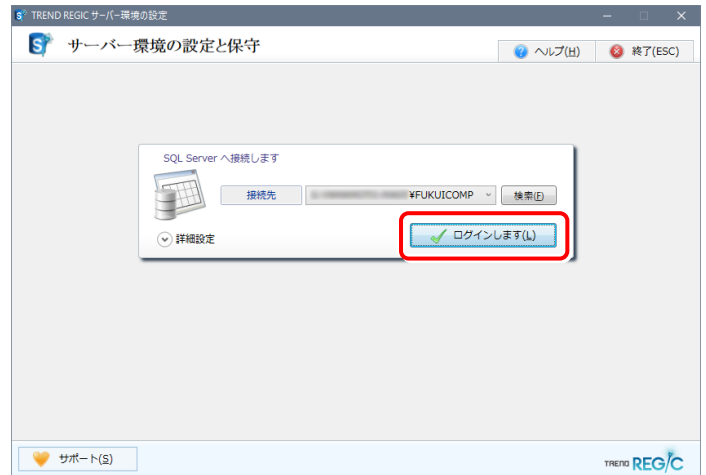 TREND REGIC サーバー環境の設定
サーバー環境の設定と保守
ヘルプ(H)
終了(ESC)
SQL Server へ接続します
接続先
¥FUKUICOMP
検索(F)
詳細設定
ログインします(L)
サポート(S)
TREND REGIC